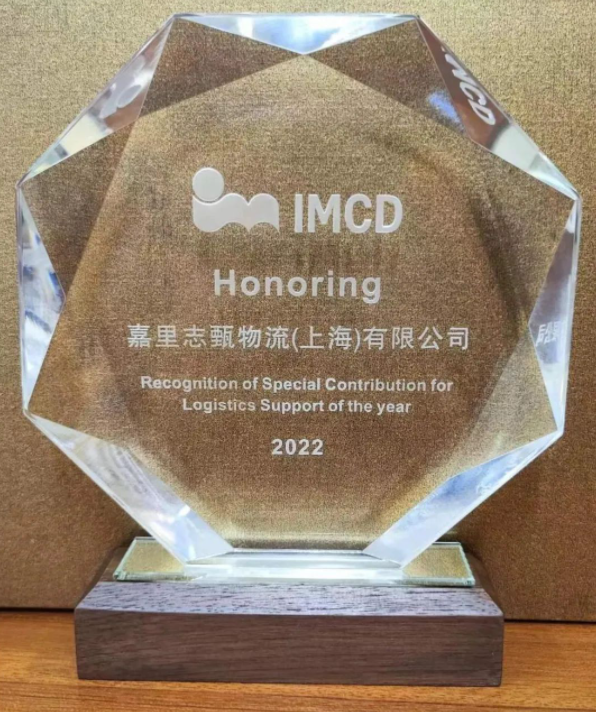 IMCD
Honoring
嘉里志甄物流(上海)有限公司
Recognition of Special Contribution for
Logistics Support of the year
2022